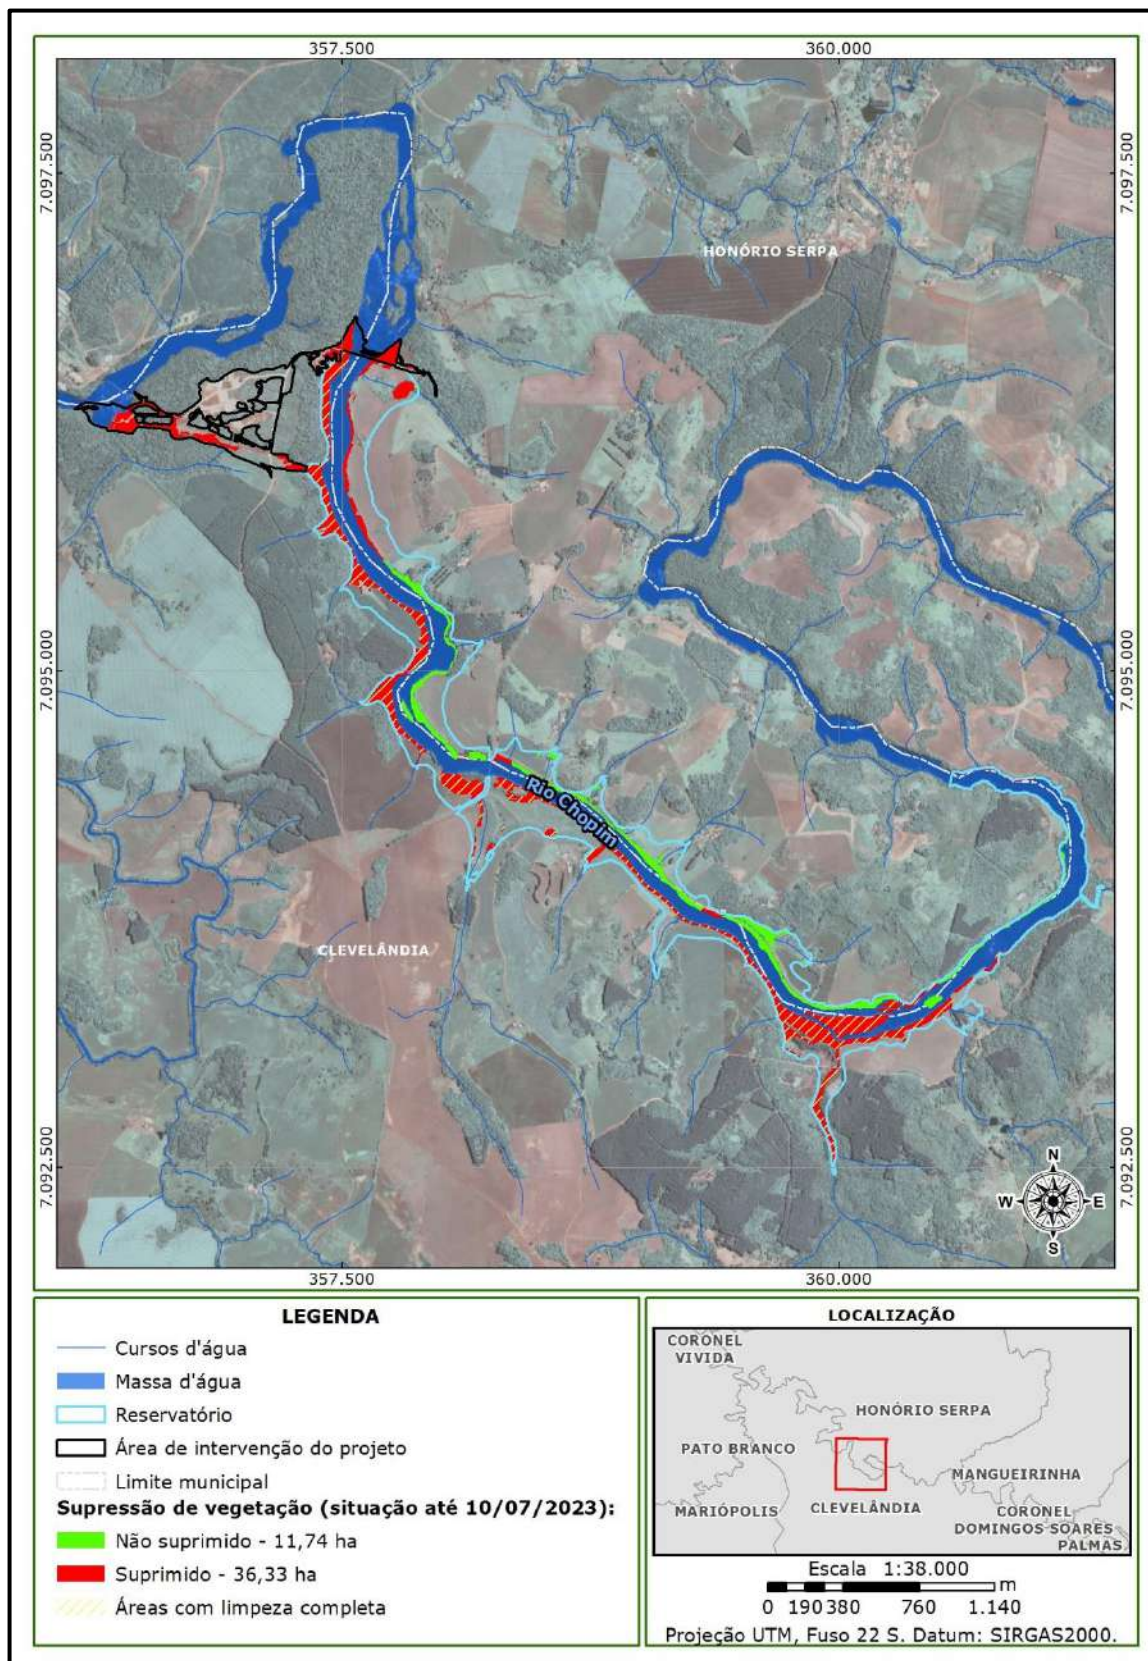 357.500
360.000
7.097.500
7.097.500
HONÓRIO SERPA
7.095.000
7.095.000
Rio Chopim
CLEVELÂNDIA
7.092.500
7.092.500
N
W
E
S
357.500
360.000
LEGENDA
Cursos d'água
Massa d'água
Reservatório
Área de intervenção do projeto
Limite municipal
Supressão de vegetação (situação até 10/07/2023):
Não suprimido - 11,74 ha
Suprimido - 36,33 ha
Áreas com limpeza completa
LOCALIZAÇÃO
CORONEL
VIVIDA
HONÓRIO SERPA
PATO BRANCO
MANGUEIRINHA
MARIÓPOLIS
CLEVELÂNDIA
CORONEL
DOMINGOS SOARES
PALMAS
Escala 1:38.000
m
0 190 380 760 1.140
Projeção UTM, Fuso 22 S. Datum: SIRGAS2000.